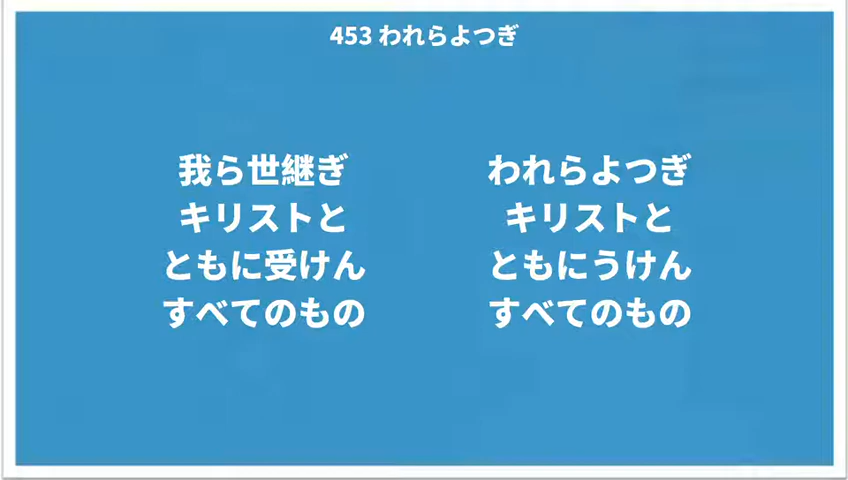 453 われらよつぎ
我ら世継ぎ
キリストと
ともに受けん
すべてのもの
われらよつぎ
キリストと
ともにうけん
すべてのもの